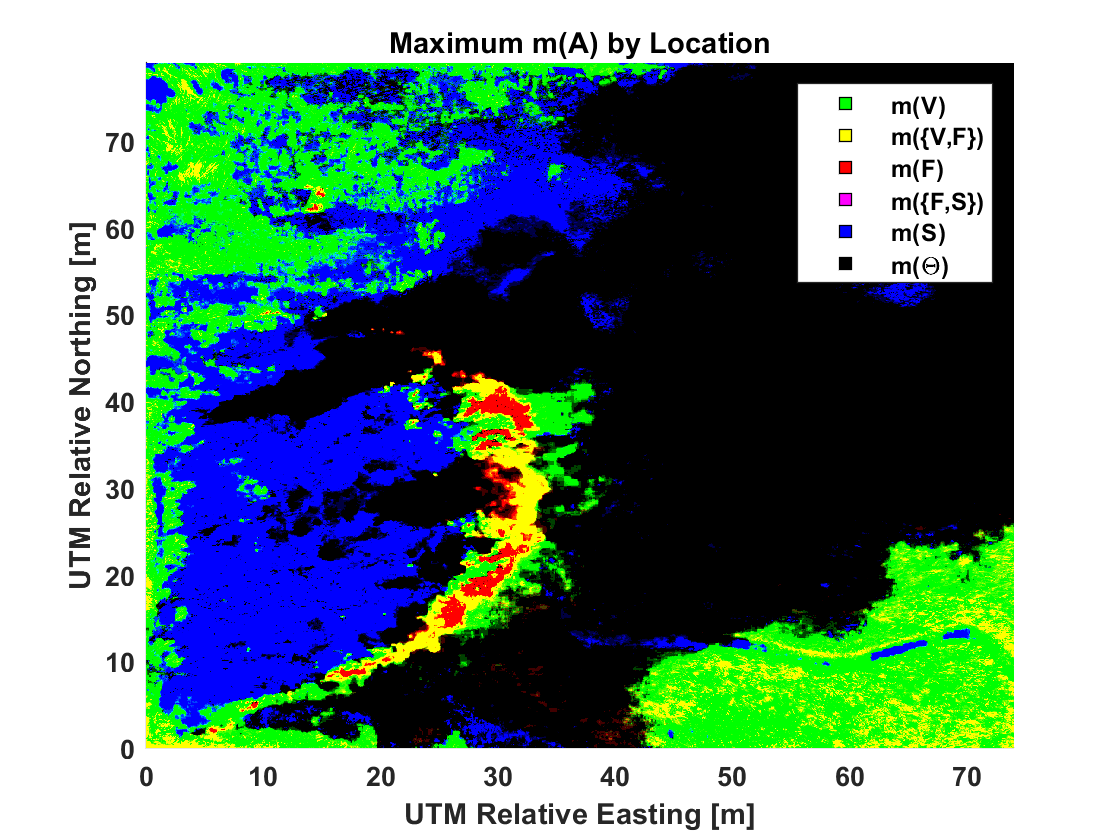 Maximum m(A) by Location
m(V)
m({V,F})
m(F)
m({F,S})
m(S)
m(Θ)
UTM Relative Northing [m]
70
60
50
40
30
20
10
0
0 10 20 30 40 50 60 70
UTM Relative Easting [m]